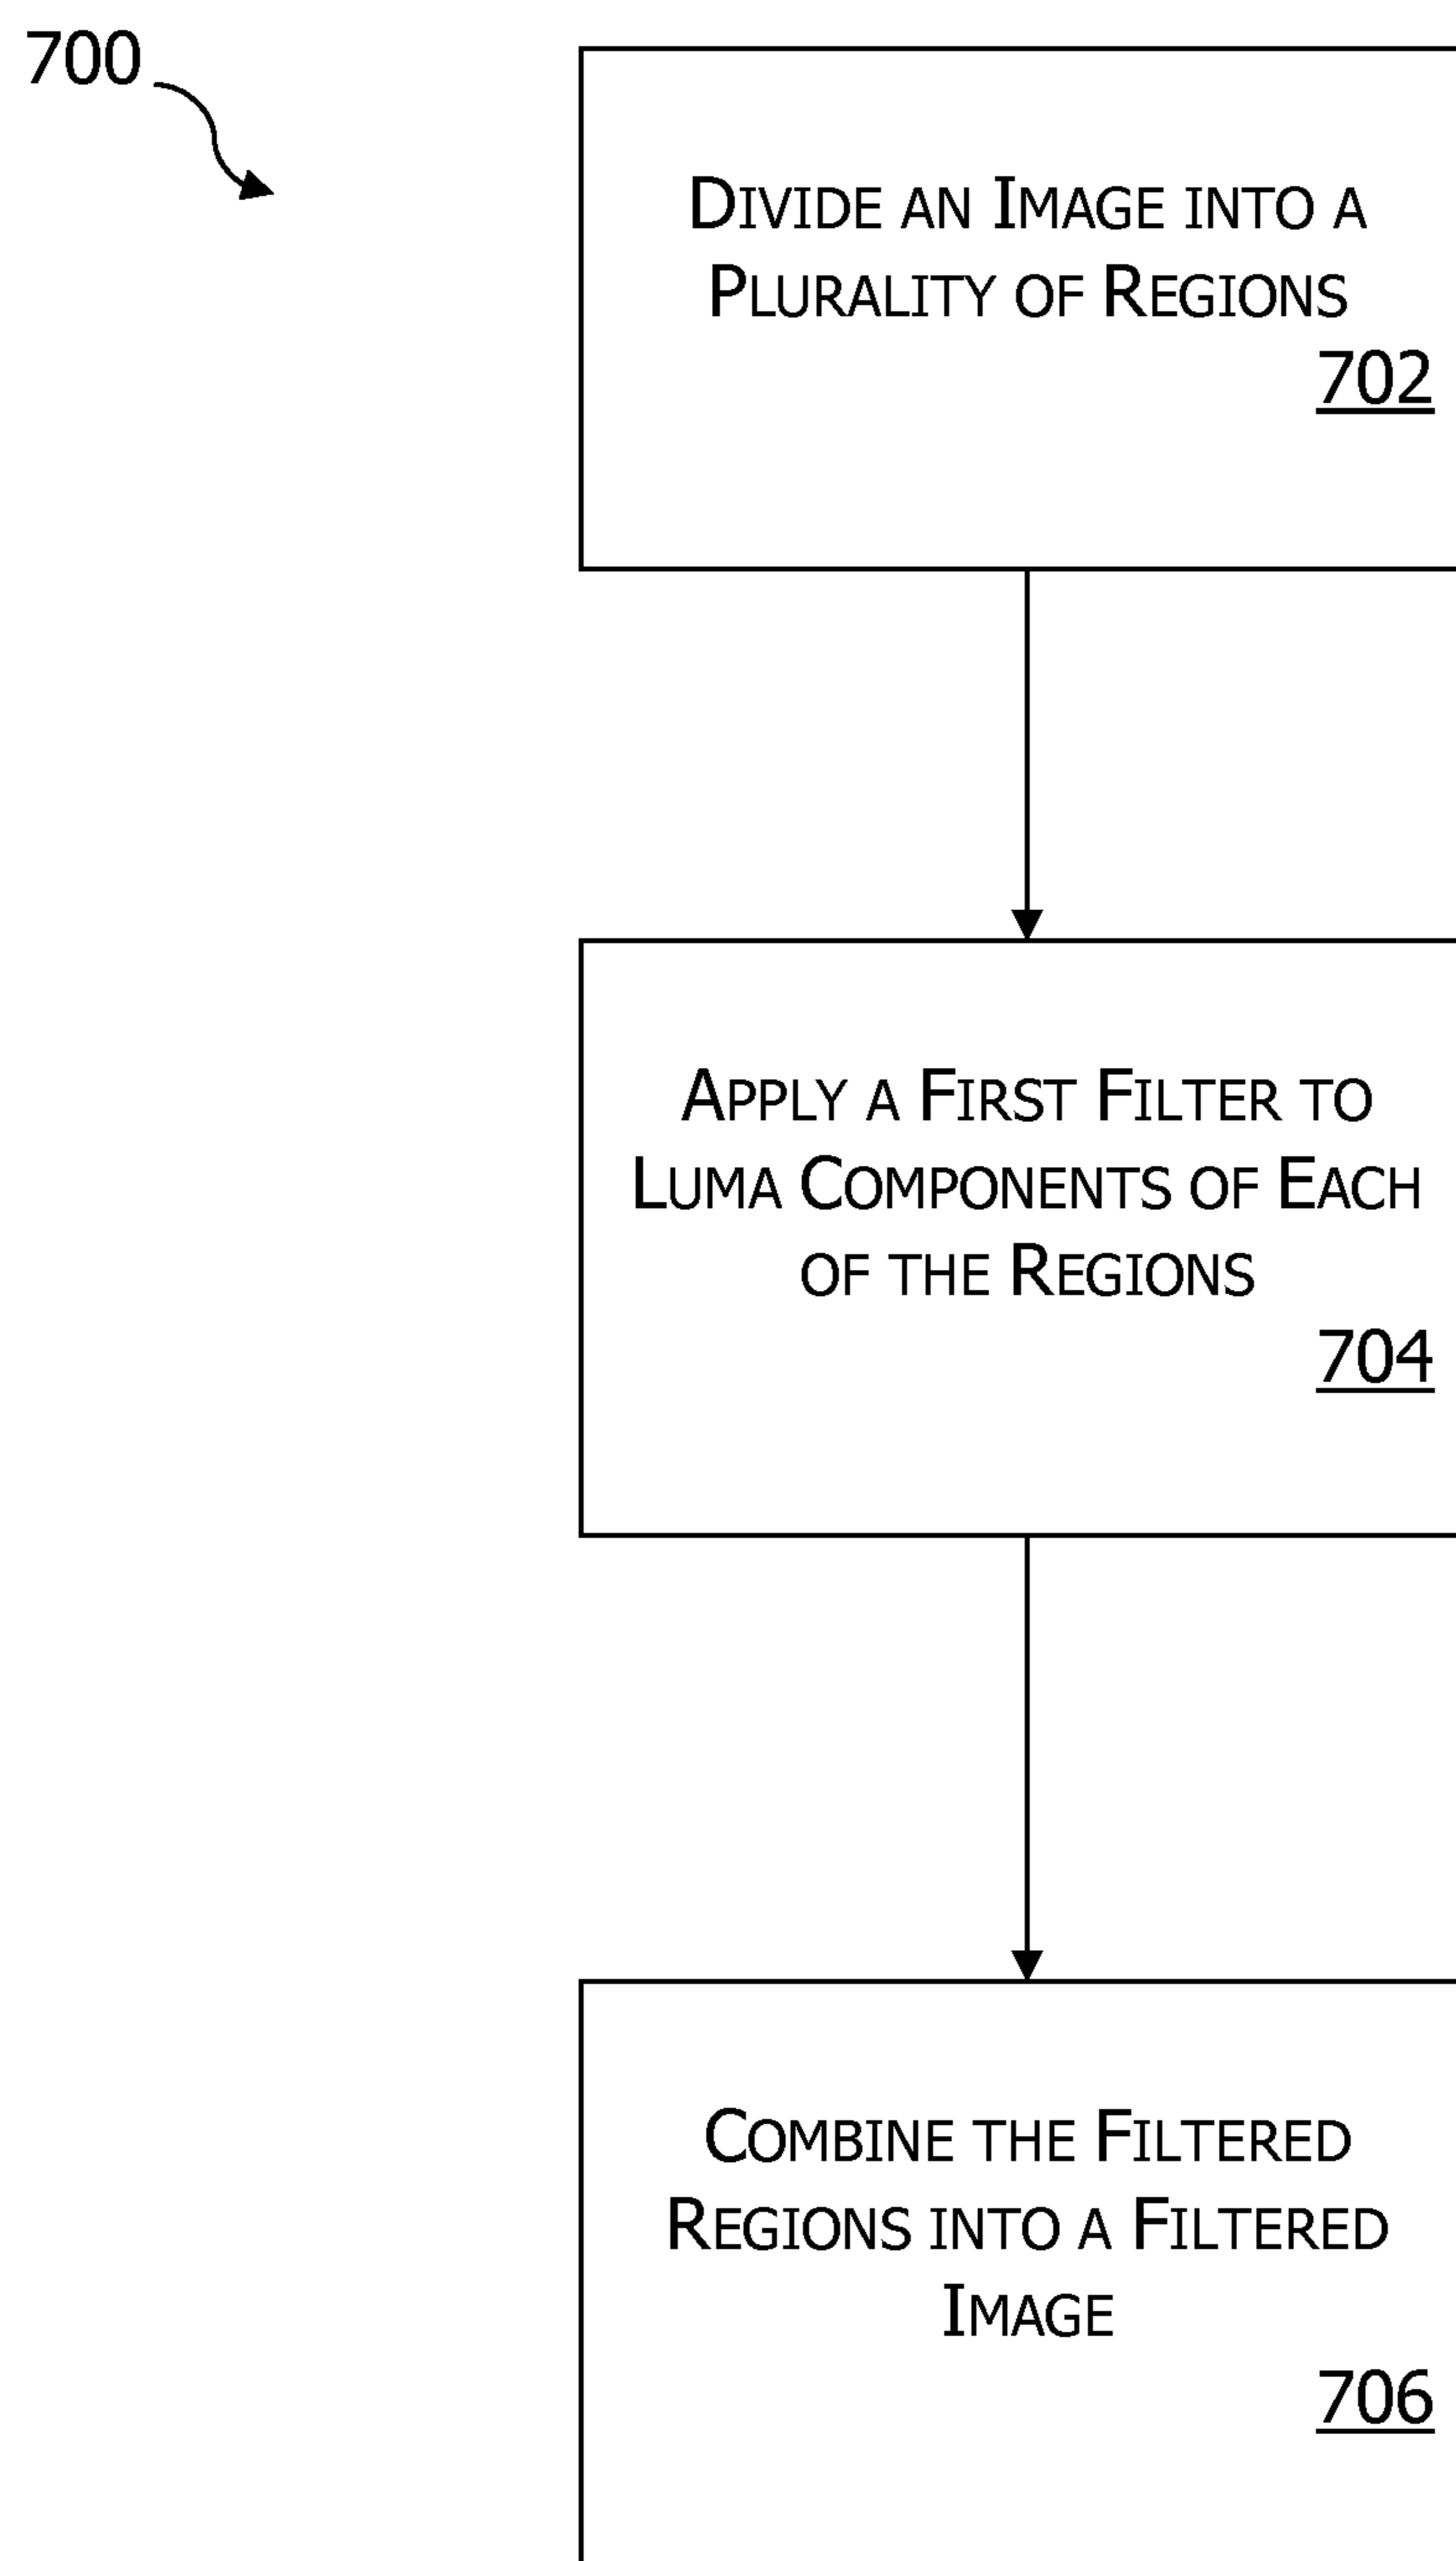 700
Divide an Image into a
Plurality of Regions
702
Apply a First Filter to
Luma Components of Each
of the Regions
704
Combine the Filtered
Regions into a Filtered
Image
706